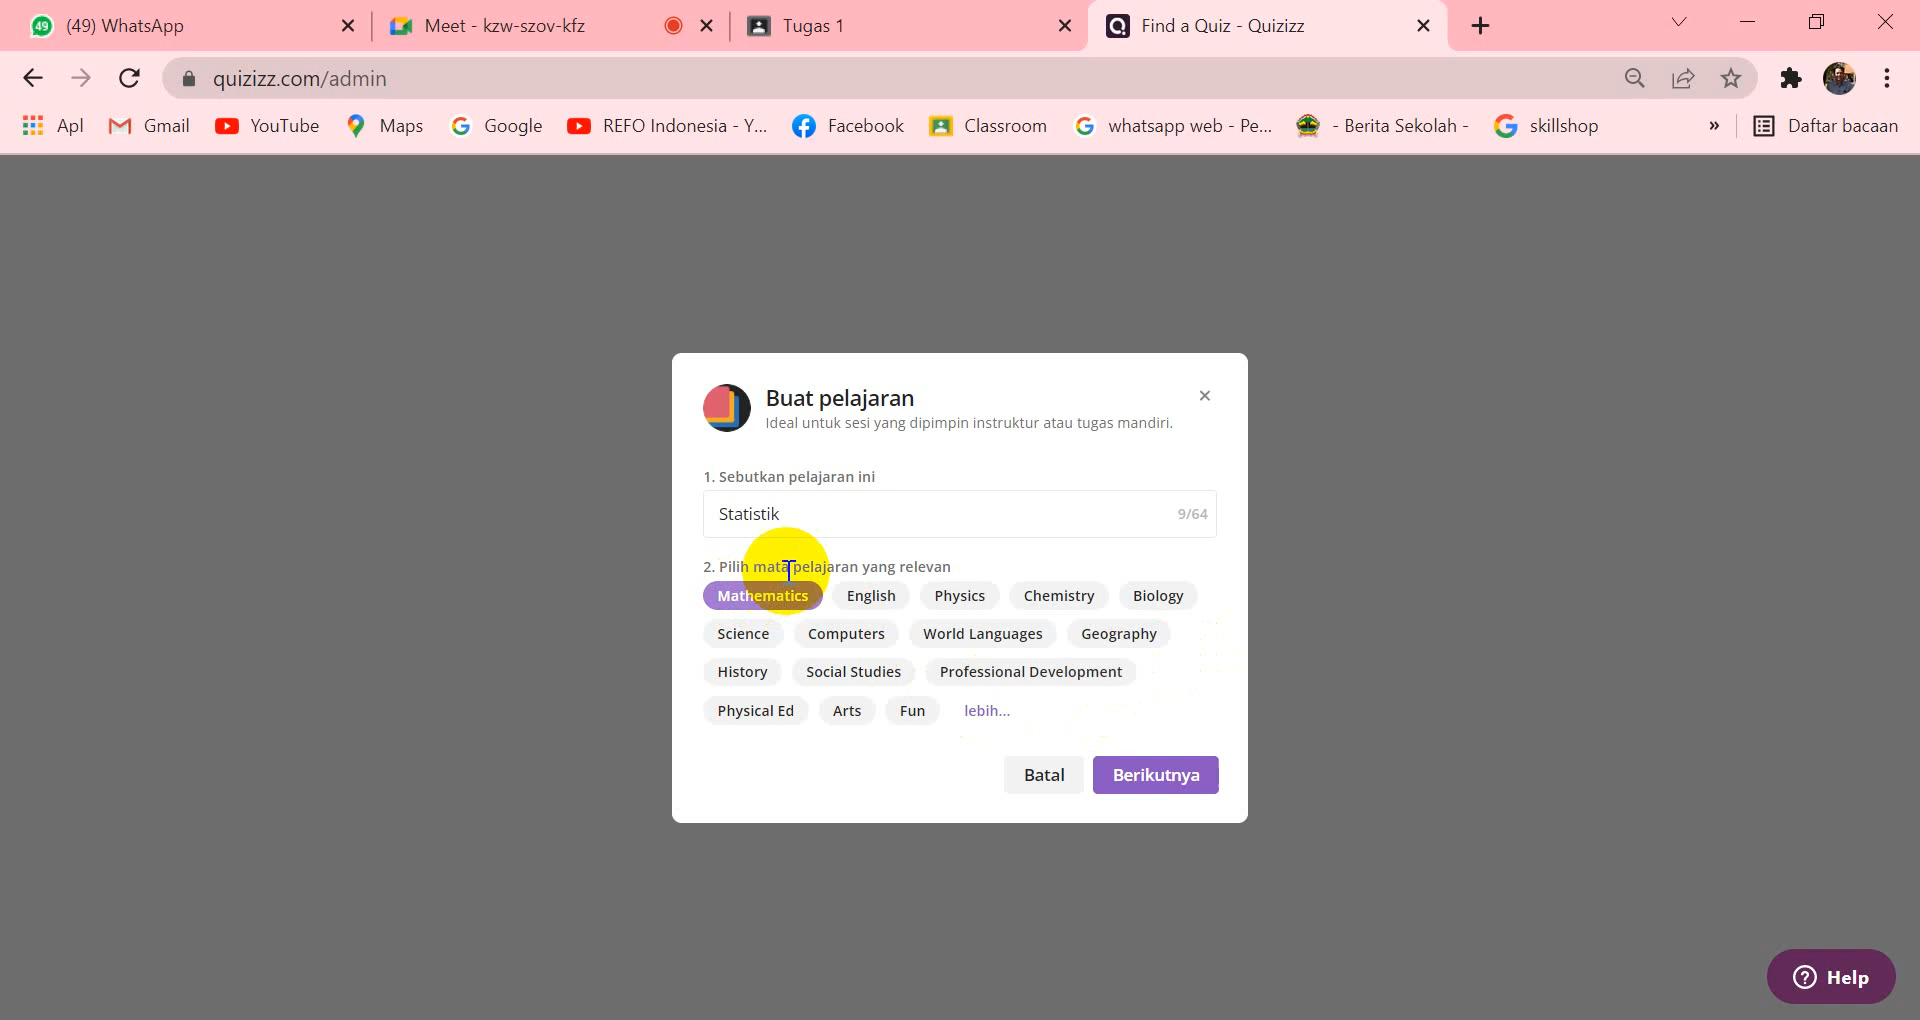 49 (49) WhatsApp
Meet - kzw-szov-kfz
Tugas 1
Find a Quiz - Quizizz
quizizz.com/admin
Apl
Gmail
YouTube
Maps
Google
REFO Indonesia - Y...
Facebook
Classroom
whatsapp web - Pe...
- Berita Sekolah -
skillshop
»
Daftar bacaan
Buat pelajaran
Ideal untuk sesi yang dipimpin instruktur atau tugas mandiri.
1. Sebutkan pelajaran ini
Statistik 9/64
2. Pilih mata pelajaran yang relevan
Mathematics English Physics Chemistry Biology
Science Computers World Languages Geography
History Social Studies Professional Development
Physical Ed Arts Fun lebih...
Batal Berikutnya
Help